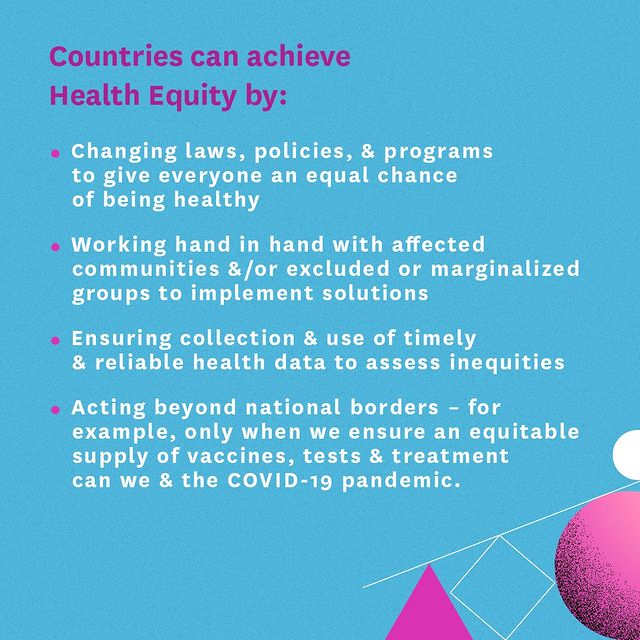 Countries can achieve
Health Equity by:
• Changing laws, policies, & programs
to give everyone an equal chance
of being healthy
• Working hand in hand with affected
communities &/or excluded or marginalized
groups to implement solutions
• Ensuring collection & use of timely
& reliable health data to assess inequities
• Acting beyond national borders – for
example, only when we ensure an equitable
supply of vaccines, tests & treatment
can we & the COVID-19 pandemic.